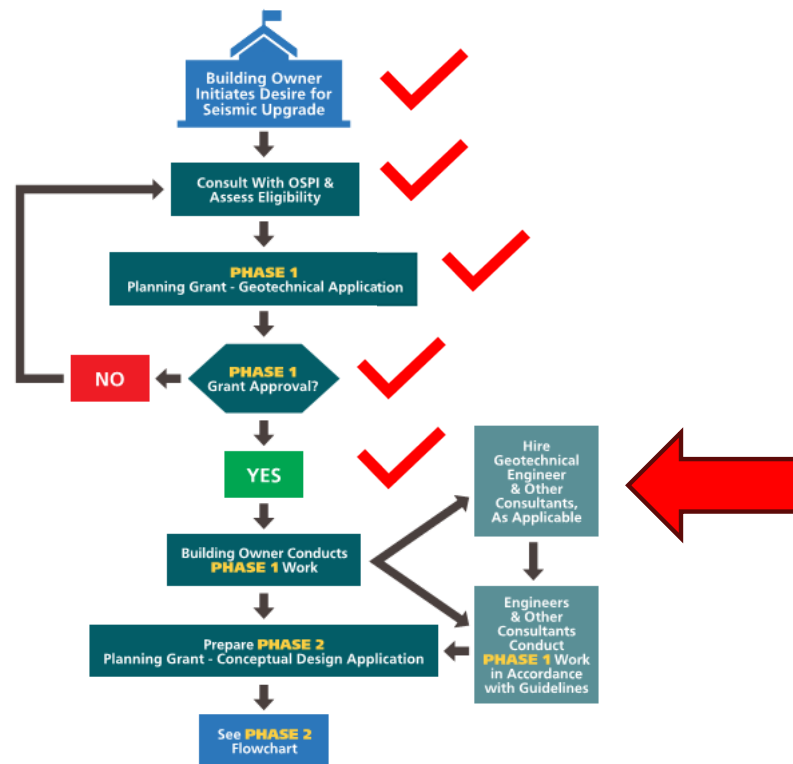 Building Owner
Initiates Desire for
Seismic Upgrade
Consult With OSPI &
Assess Eligibility
PHASE 1
Planning Grant - Geotechnical Application
NO
PHASE 1
Grant Approval?
YES
Hire
Geotechnical
Engineer
& Other
Consultants,
As Applicable
Building Owner Conducts
PHASE 1 Work
Engineers
& Other
Consultants
Conduct
PHASE 1 Work
in Accordance
with Guidelines
Prepare PHASE 2
Planning Grant - Conceptual Design Application
See PHASE 2
Flowchart